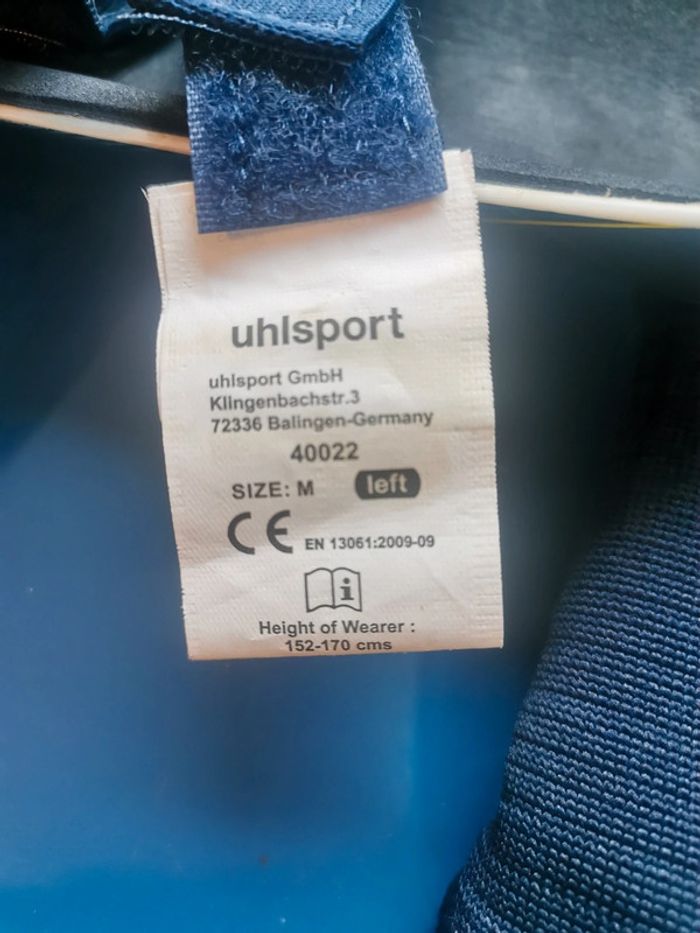 uhlsport
uhlsport GmbH
Klingenbachstr.3
72336 Balingen-Germany
40022
SIZE: M left
CE EN 13061:2009-09
i
Height of Wearer :
152-170 cms